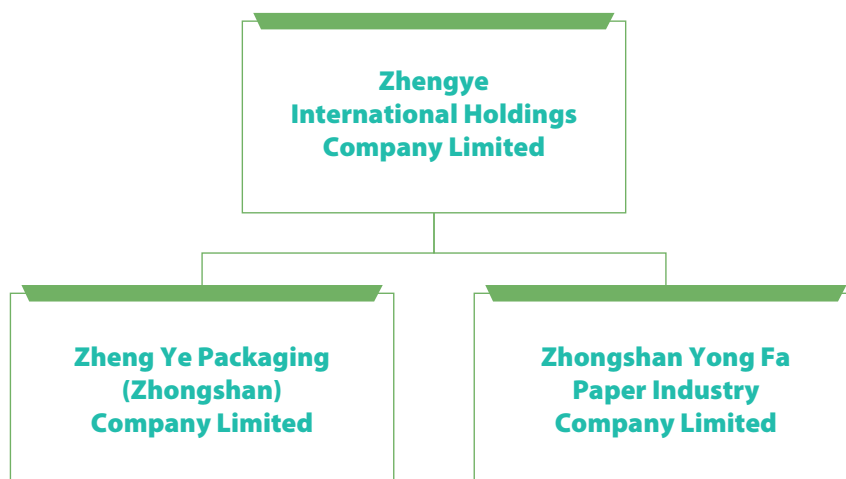 Zhengye
International Holdings
Company Limited
Zheng Ye Packaging
(Zhongshan)
Company Limited
Zhongshan Yong Fa
Paper Industry
Company Limited